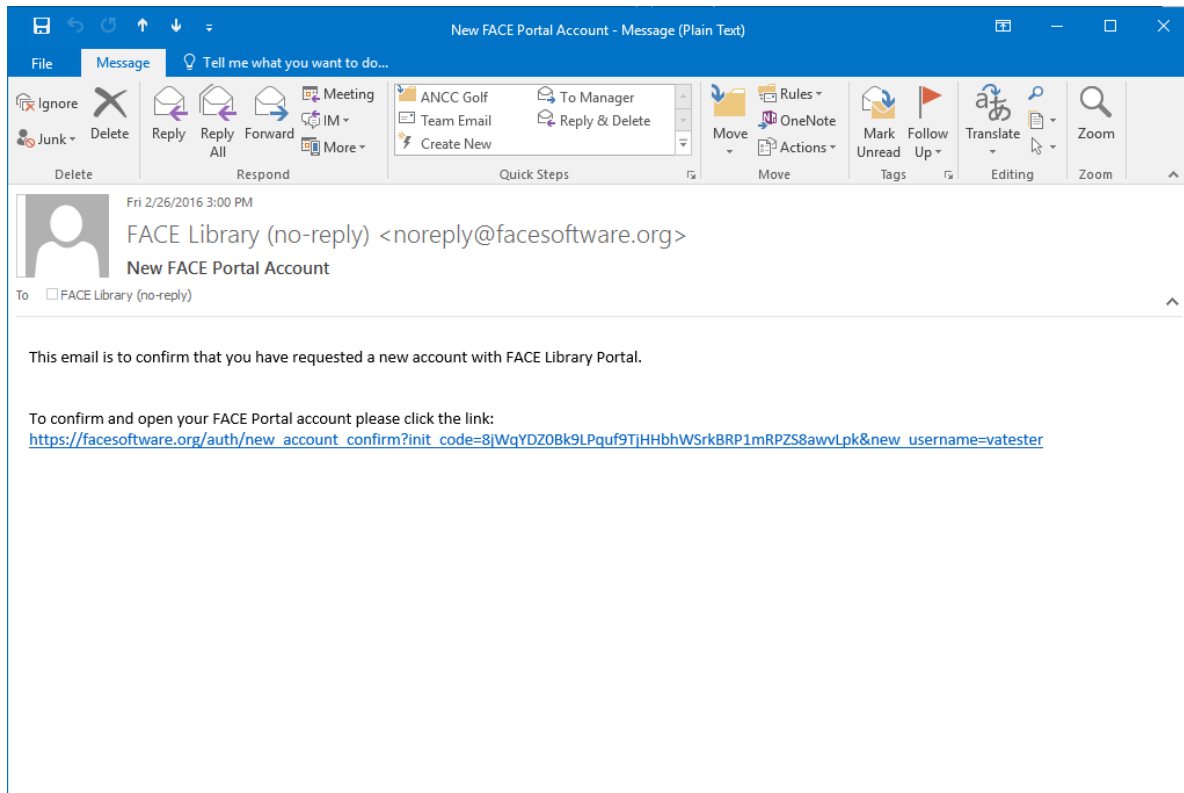 New FACE Portal Account - Message (Plain Text)
File Message Tell me what you want to do...
Ignore
Junk
Delete
Reply
Reply All
Forward
Meeting
IM
More
ANCC Golf
Team Email
Create New
To Manager
Reply & Delete
Move
Rules
OneNote
Actions
Mark Unread
Follow Up
Translate
Zoom
Delete Respond Quick Steps Move Tags Editing Zoom
Fri 2/26/2016 3:00 PM
FACE Library (no-reply) <noreply@facesoftware.org>
New FACE Portal Account
To FACE Library (no-reply)
This email is to confirm that you have requested a new account with FACE Library Portal.
To confirm and open your FACE Portal account please click the link:
https://facesoftware.org/auth/new_account_confirm?init_code=8jWqYDZ0Bk9LPquf9TjHHbhWSrkBRP1mRPZS8awvLpk&new_username=vatester